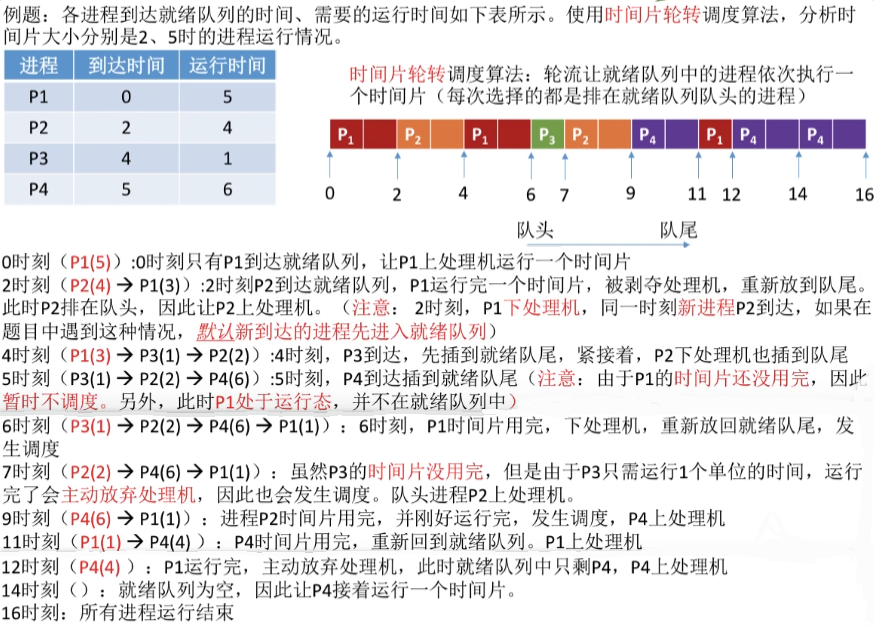 例题：各进程到达就绪队列的时间、需要的运行时间如下表所示。使用时间片轮转调度算法，分析时
间片大小分别是2、5时的进程运行情况。
进程 到达时间 运行时间
P1 0 5
P2 2 4
P3 4 1
P4 5 6
时间片轮转调度算法：轮流让就绪队列中的进程依次执行一
个时间片（每次选择的都是排在就绪队列队头的进程）
P1 P2 P1 P3 P2 P4 P1 P4 P4
0 2 4 6 7 9 11 12 14 16
队头 队尾
0时刻（P1(5)）:0时刻只有P1到达就绪队列，让P1上处理机运行一个时间片
2时刻（P2(4) → P1(3)）:2时刻P2到达就绪队列，P1运行完一个时间片，被剥夺处理机，重新放到队尾。
此时P2排在队头，因此让P2上处理机。（注意： 2时刻，P1下处理机，同一时刻新进程P2到达，如果在
题目中遇到这种情况，默认新到达的进程先进入就绪队列）
4时刻（P1(3) → P3(1) → P2(2)）:4时刻，P3到达，先插到就绪队尾，紧接着，P2下处理机也插到队尾
5时刻（P3(1) → P2(2) → P4(6)）:5时刻，P4到达插到就绪队尾（注意：由于P1的时间片还没用完，因此
暂时不调度。另外，此时P1处于运行态，并不在就绪队列中）
6时刻（P3(1) → P2(2) → P4(6) → P1(1)）：6时刻，P1时间片用完，下处理机，重新放回就绪队尾，发
生调度
7时刻（P2(2) → P4(6) → P1(1)）：虽然P3的时间片没用完，但是由于P3只需运行1个单位的时间，运行
完了会主动放弃处理机，因此也会发生调度。队头进程P2上处理机。
9时刻（P4(6) → P1(1)）：进程P2时间片用完，并刚好运行完，发生调度，P4上处理机
11时刻（P1(1) → P4(4) ）：P4时间片用完，重新回到就绪队列。P1上处理机
12时刻（P4(4) ）：P1运行完，主动放弃处理机，此时就绪队列中只剩P4，P4上处理机
14时刻（）：就绪队列为空，因此让P4接着运行一个时间片。
16时刻：所有进程运行结束